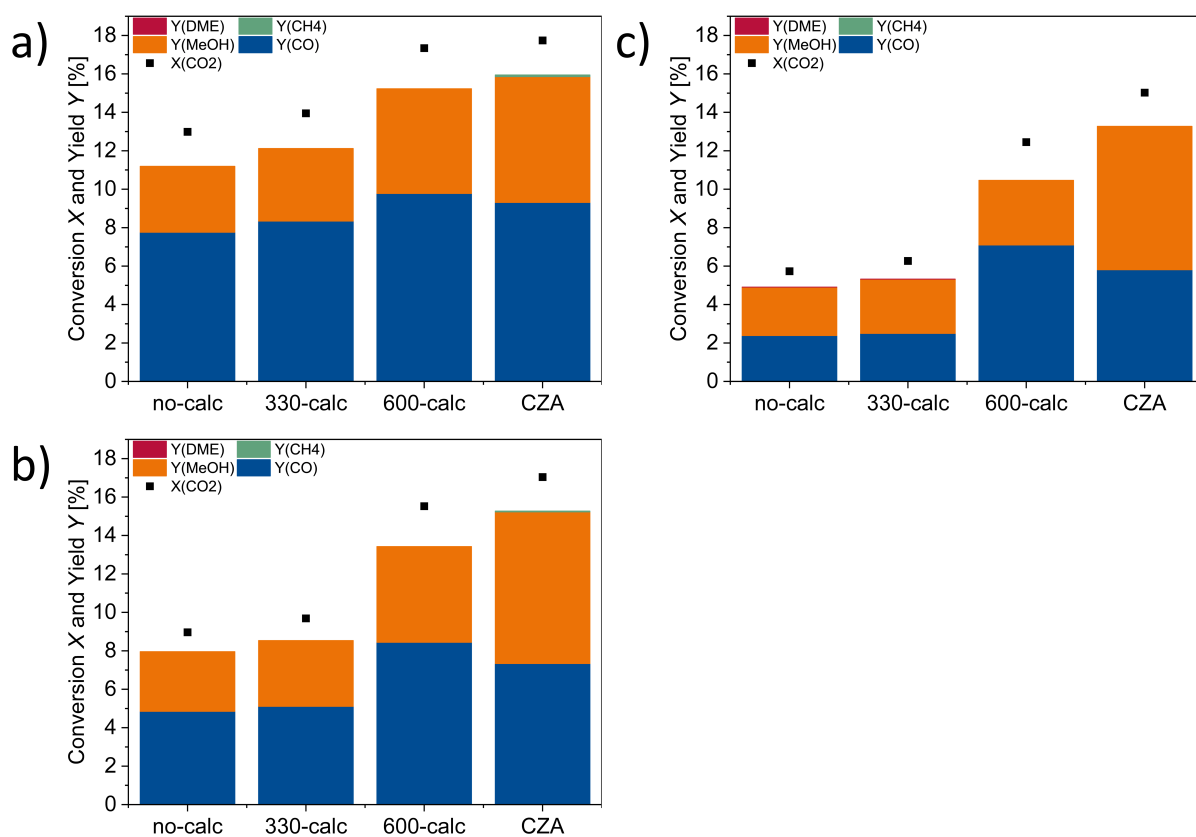 a)
Y(DME) Y(CH4)
Y(MeOH) Y(CO)
X(CO2)
Conversion X and Yield Y [%]
18
16
14
12
10
8
6
4
2
0
no-calc 330-calc 600-calc CZA
c)
Y(DME) Y(CH4)
Y(MeOH) Y(CO)
X(CO2)
Conversion X and Yield Y [%]
18
16
14
12
10
8
6
4
2
0
no-calc 330-calc 600-calc CZA
b)
Y(DME) Y(CH4)
Y(MeOH) Y(CO)
X(CO2)
Conversion X and Yield Y [%]
18
16
14
12
10
8
6
4
2
0
no-calc 330-calc 600-calc CZA